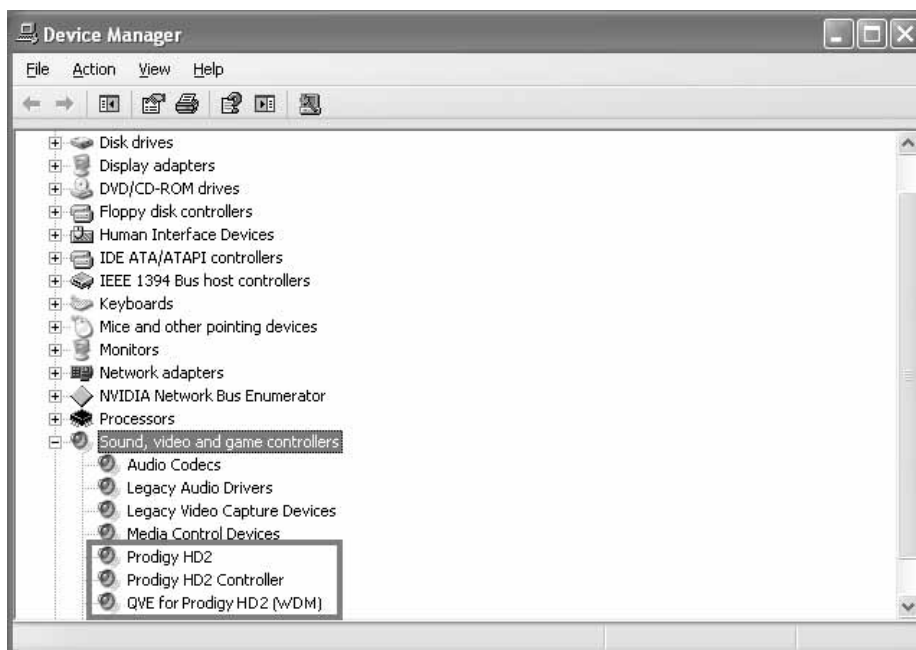 Device Manager
File Action View Help
Disk drives
Display adapters
DVD/CD-ROM drives
Floppy disk controllers
Human Interface Devices
IDE ATA/ATAPI controllers
IEEE 1394 Bus host controllers
Keyboards
Mice and other pointing devices
Monitors
Network adapters
NVIDIA Network Bus Enumerator
Processors
Sound, video and game controllers
Audio Codecs
Legacy Audio Drivers
Legacy Video Capture Devices
Media Control Devices
Prodigy HD2
Prodigy HD2 Controller
QVE for Prodigy HD2 (WDM)